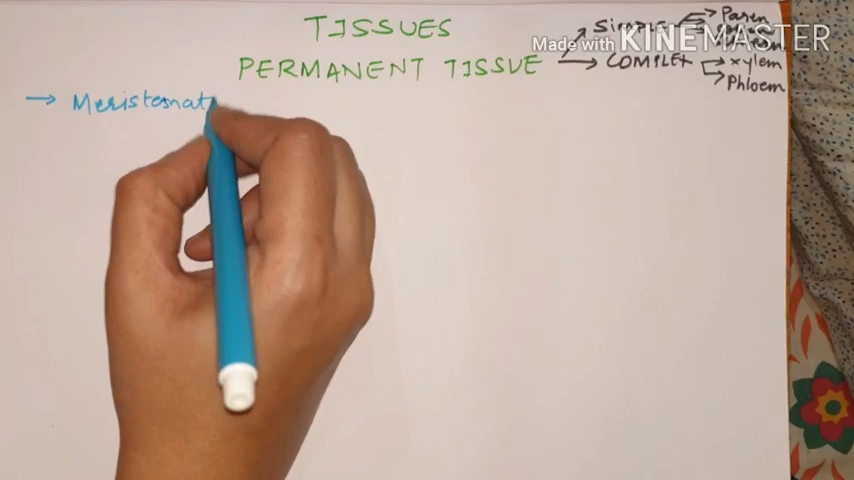 TISSUES
PERMANENT TISSUE
SIMPLE
Paren
COMPLEX
xylem
Phloem
→ Meristemat
Made with KINEMASTER